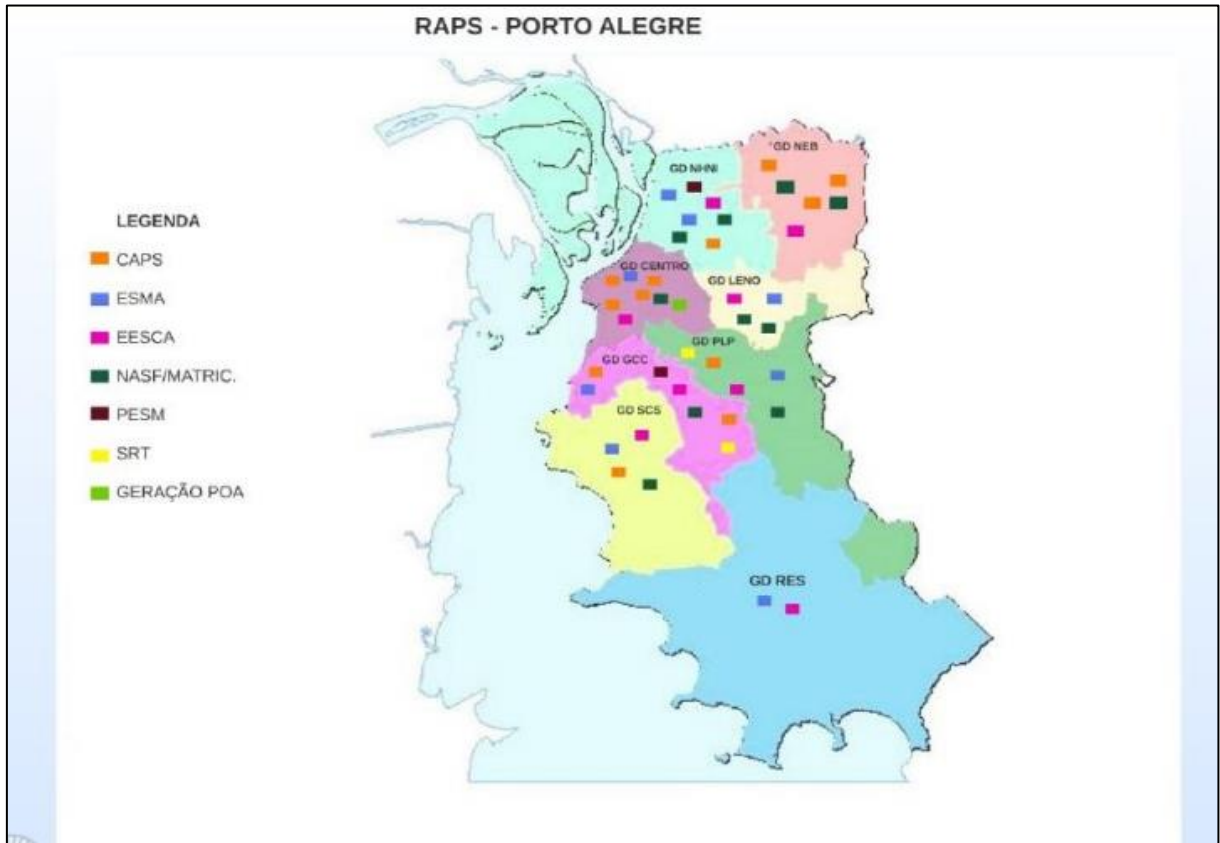 RAPS - PORTO ALEGRE
LEGENDA
CAPS
ESMA
EESCA
NASF/MATRIC.
PESM
SRT
GERAÇÃO POA
GD NEB
GD NHNI
GD CENTRO
GD LENO
GD PLP
GD GCC
GD SCS
GD RES